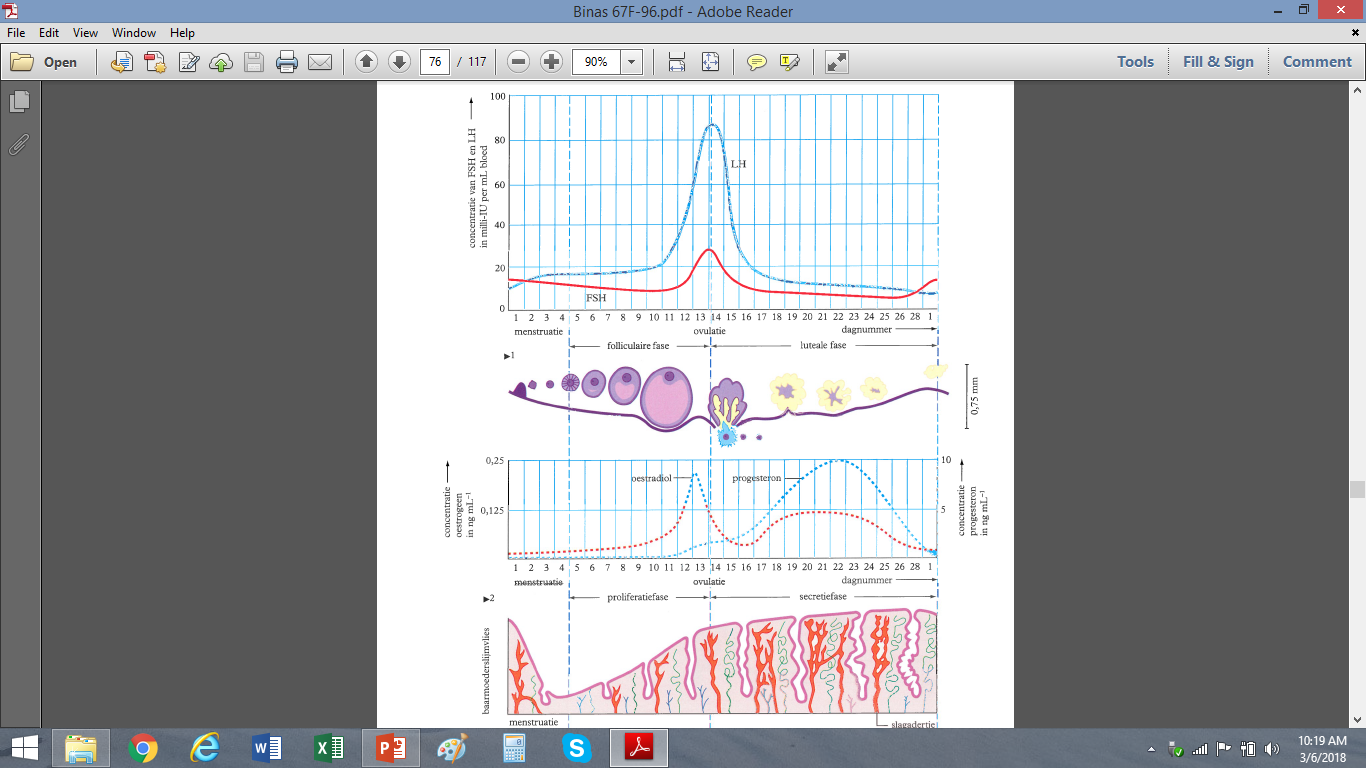 Binas 67F-96.pdf - Adobe Reader
File Edit View Window Help
Open 76 / 117 90% Tools Fill & Sign Comment
concentratie van FSH en LH
in milli-IU per mL bloed
100
80
60
40
20
0
LH
FSH
1 2 3 4 5 6 7 8 9 10 11 12 13 14 15 16 17 18 19 20 21 22 23 24 25 26 28 1
menstruatie ovulatie dagnummer
folliculaire fase luteale fase
▶1
0,75 mm
concentratie
oestrogeen
in ng mL⁻¹
0,25
0,125
oestradiol progesteron
10
5
concentratie
progesteron
in ng mL⁻¹
1 2 3 4 5 6 7 8 9 10 11 12 13 14 15 16 17 18 19 20 21 22 23 24 25 26 28 1
menstruatie ovulatie dagnummer
proliferatiefase secretiefase
▶2
baarmoederslijmvlies
menstruatie slagadertje
10:19 AM
3/6/2018